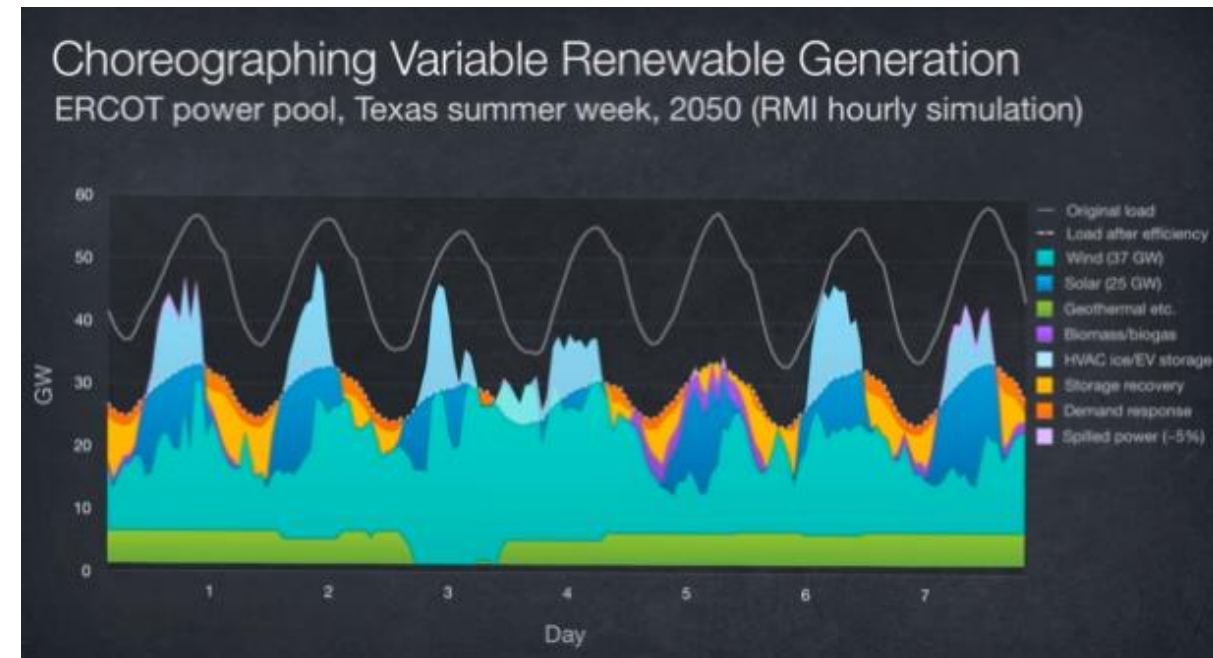 Choreographing Variable Renewable Generation
ERCOT power pool, Texas summer week, 2050 (RMI hourly simulation)
60
50
40
30
20
10
0
GW
1
2
3
4
5
6
7
Day
Original load
Load after efficiency
Wind (37 GW)
Solar (25 GW)
Geothermal etc.
Biomass/biogas
HVAC ice/EV storage
Storage recovery
Demand response
Spilled power (~5%)